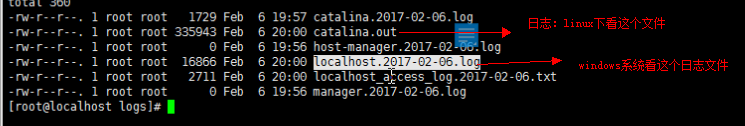 total 360
-rw-r--r--. 1 root root 1729 Feb 6 19:57 catalina.2017-02-06.log
-rw-r--r--. 1 root root 335943 Feb 6 20:00 catalina.out 日志：linux下看这个文件
-rw-r--r--. 1 root root 0 Feb 6 19:56 host-manager.2017-02-06.log
-rw-r--r--. 1 root root 16866 Feb 6 20:00 localhost.2017-02-06.log windows系统看这个日志文件
-rw-r--r--. 1 root root 2711 Feb 6 20:00 localhost_access_log.2017-02-06.txt
-rw-r--r--. 1 root root 0 Feb 6 19:56 manager.2017-02-06.log
[root@localhost logs]#